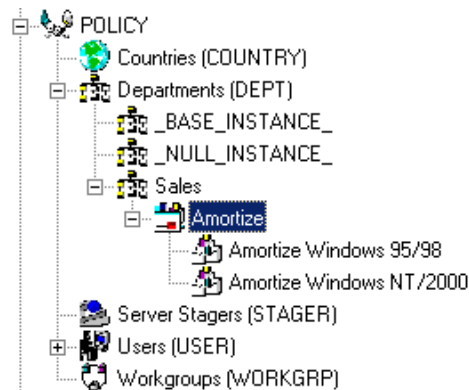 POLICY
Countries (COUNTRY)
Departments (DEPT)
_BASE_INSTANCE_
_NULL_INSTANCE_
Sales
Amortize
Amortize Windows 95/98
Amortize Windows NT/2000
Server Stagers (STAGER)
Users (USER)
Workgroups (WORKGRP)